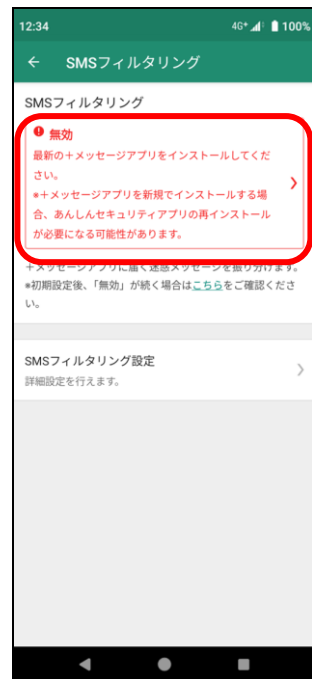 12:34 4G+ 100%
SMSフィルタリング
SMSフィルタリング
無効
最新の+メッセージアプリをインストールしてくだ
さい。
*+メッセージアプリを新規でインストールする場
合、あんしんセキュリティアプリの再インストール
が必要になる可能性があります。
+メッセージアプリに届く迷惑メッセージを振り分けます。
*初期設定後、「無効」が続く場合はこちらをご確認くださ
い。
SMSフィルタリング設定
詳細設定を行えます。